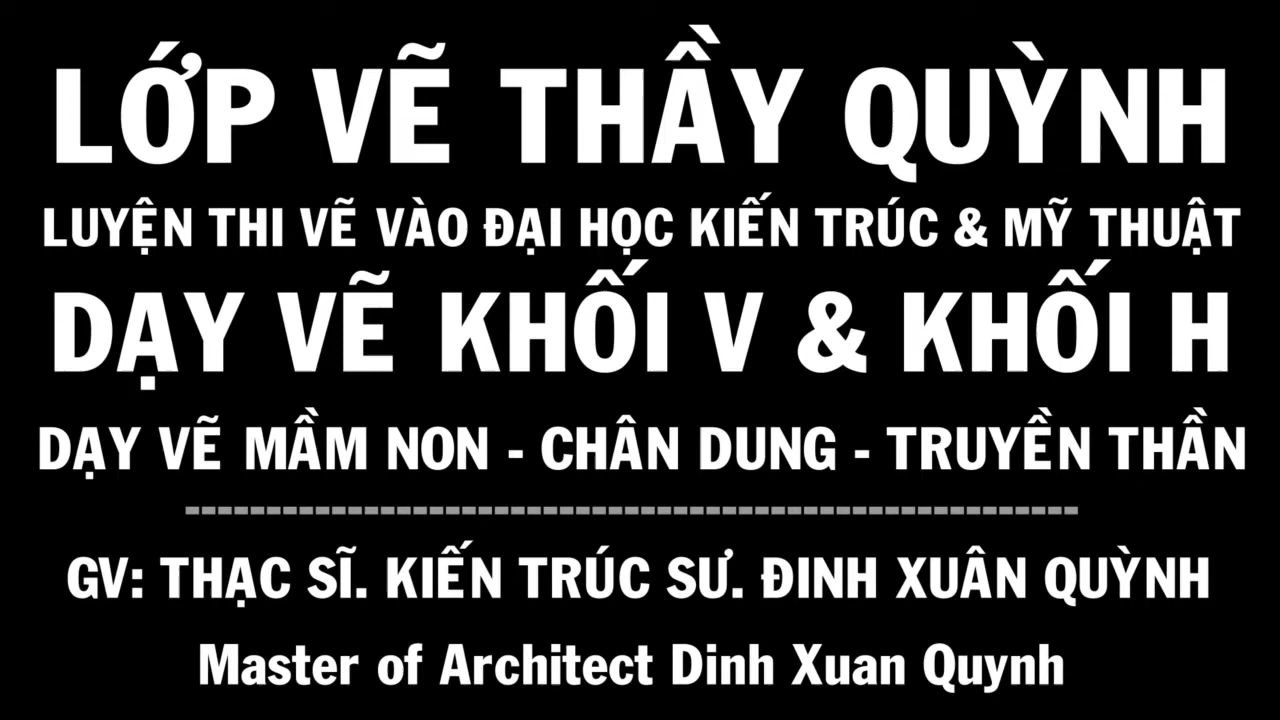 LỚP VẼ THẦY QUỲNH
LUYỆN THI VẼ VÀO ĐẠI HỌC KIẾN TRÚC & MỸ THUẬT
DẠY VẼ KHỐI V & KHỐI H
DẠY VẼ MẦM NON - CHÂN DUNG - TRUYỀN THẦN
-------------------------------------------------------
GV: THẠC SĨ. KIẾN TRÚC SƯ. ĐINH XUÂN QUỲNH
Master of Architect Dinh Xuan Quynh